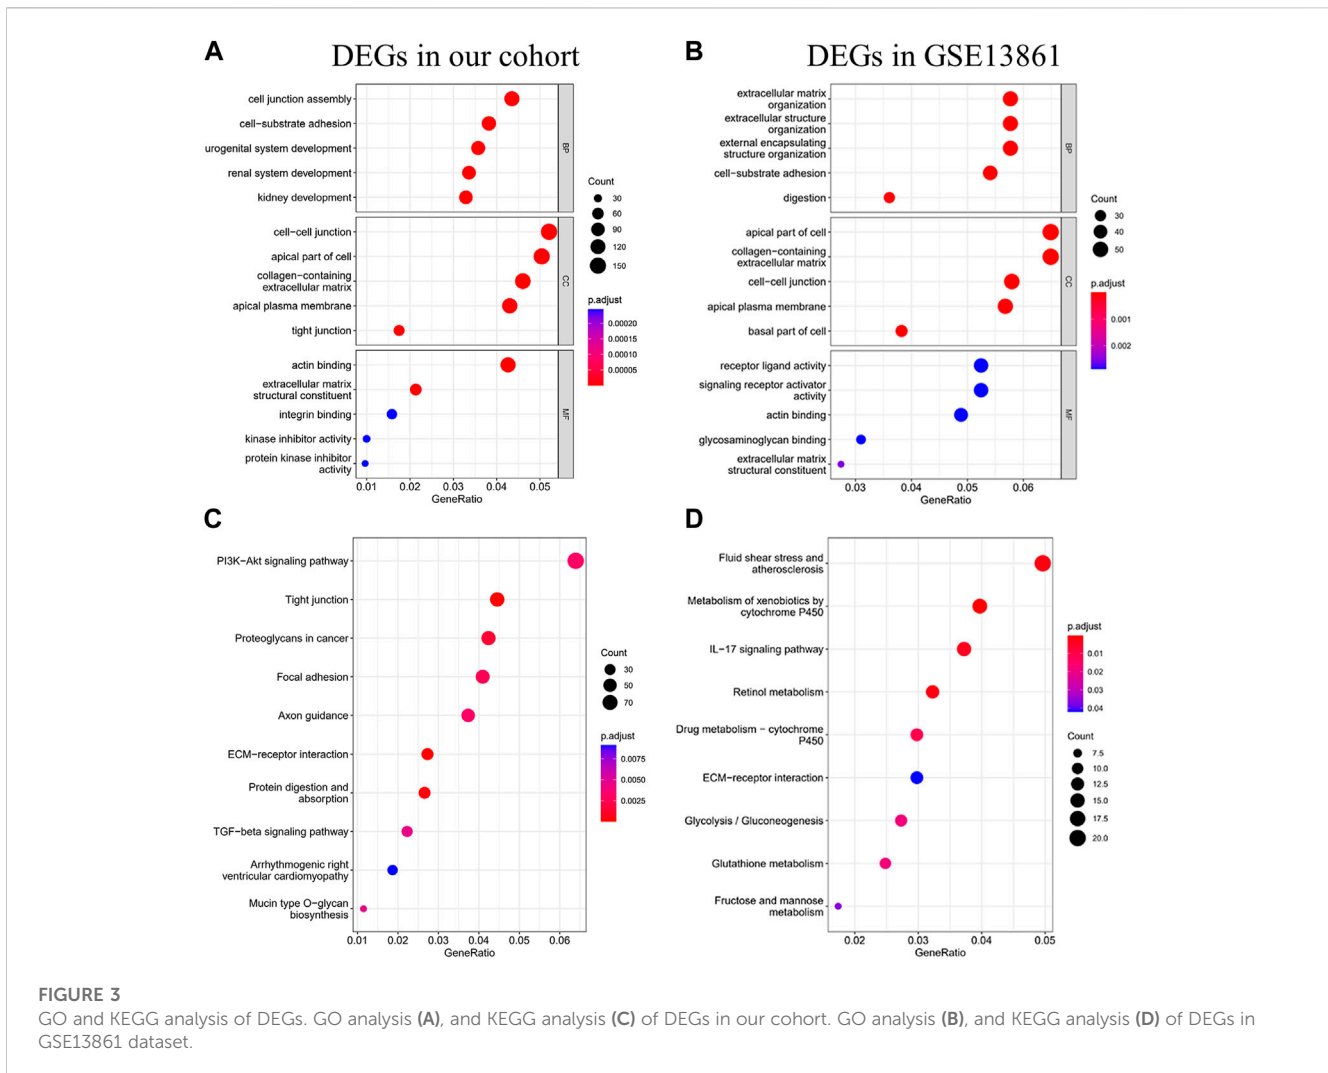 A
DEGs in our cohort
cell junction assembly
cell−substrate adhesion
urogenital system development
renal system development
kidney development
BP
cell−cell junction
apical part of cell
collagen−containing
extracellular matrix
apical plasma membrane
tight junction
CC
actin binding
extracellular matrix
structural constituent
integrin binding
kinase inhibitor activity
protein kinase inhibitor
activity
MF
0.01 0.02 0.03 0.04 0.05
GeneRatio
Count
30
60
90
120
150
p.adjust
0.00020
0.00015
0.00010
0.00005
B
DEGs in GSE13861
extracellular matrix
organization
extracellular structure
organization
external encapsulating
structure organization
cell−substrate adhesion
digestion
BP
apical part of cell
collagen−containing
extracellular matrix
cell−cell junction
apical plasma membrane
basal part of cell
CC
receptor ligand activity
signaling receptor activator
activity
actin binding
glycosaminoglycan binding
extracellular matrix
structural constituent
MF
0.03 0.04 0.05 0.06
GeneRatio
Count
30
40
50
p.adjust
0.001
0.002
C
PI3K−Akt signaling pathway
Tight junction
Proteoglycans in cancer
Focal adhesion
Axon guidance
ECM−receptor interaction
Protein digestion and
absorption
TGF−beta signaling pathway
Arrhythmogenic right
ventricular cardiomyopathy
Mucin type O−glycan
biosynthesis
0.01 0.02 0.03 0.04 0.05 0.06
GeneRatio
Count
30
50
70
p.adjust
0.0075
0.0050
0.0025
D
Fluid shear stress and
atherosclerosis
Metabolism of xenobiotics by
cytochrome P450
IL−17 signaling pathway
Retinol metabolism
Drug metabolism − cytochrome
P450
ECM−receptor interaction
Glycolysis / Gluconeogenesis
Glutathione metabolism
Fructose and mannose
metabolism
0.02 0.03 0.04 0.05
GeneRatio
p.adjust
0.01
0.02
0.03
0.04
Count
7.5
10.0
12.5
15.0
17.5
20.0
FIGURE 3
GO and KEGG analysis of DEGs. GO analysis (A), and KEGG analysis (C) of DEGs in our cohort. GO analysis (B), and KEGG analysis (D) of DEGs in
GSE13861 dataset.